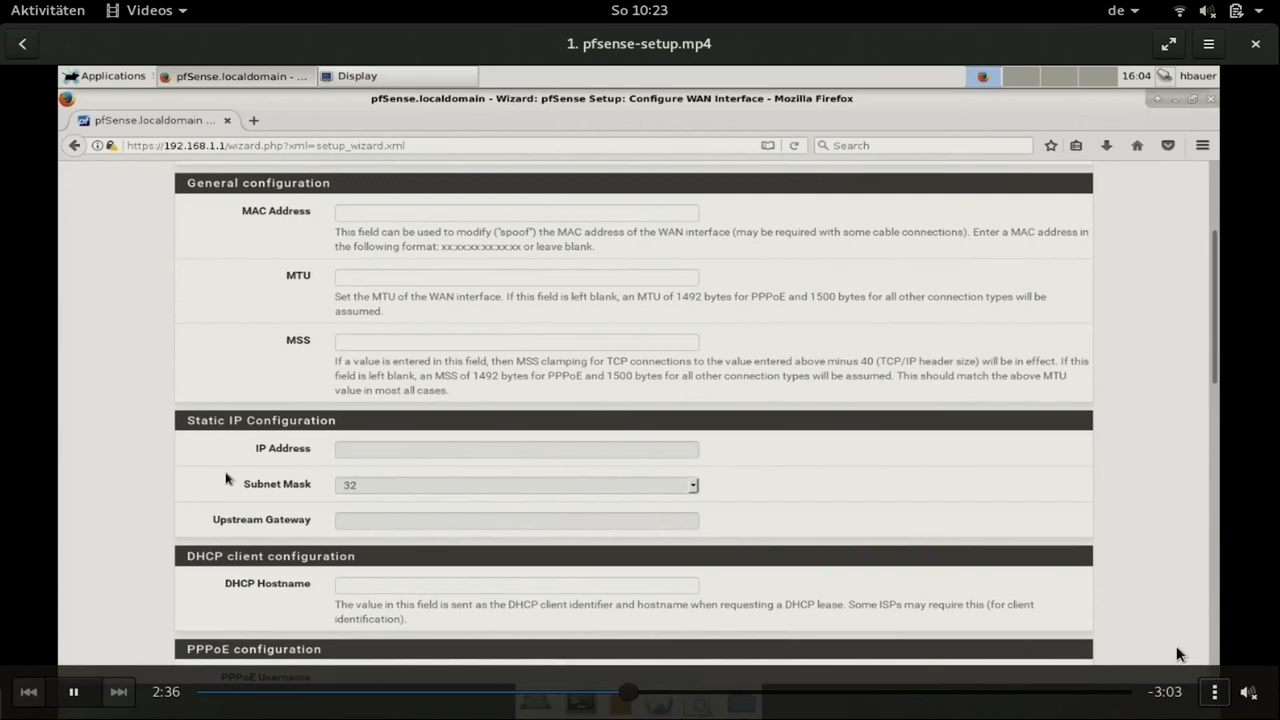 Aktivitäten Videos So 10:23 de
1. pfsense-setup.mp4
Applications pfSense.localdomain - ... Display 16:04 hbauer
pfSense.localdomain - Wizard: pfSense Setup: Configure WAN Interface - Mozilla Firefox
pfSense.localdomain ...
https://192.168.1.1/wizard.php?xml=setup_wizard.xml Search
General configuration
MAC Address
This field can be used to modify ("spoof") the MAC address of the WAN interface (may be required with some cable connections). Enter a MAC address in
the following format: xx:xx:xx:xx:xx:xx or leave blank.
MTU
Set the MTU of the WAN interface. If this field is left blank, an MTU of 1492 bytes for PPPoE and 1500 bytes for all other connection types will be
assumed.
MSS
If a value is entered in this field, then MSS clamping for TCP connections to the value entered above minus 40 (TCP/IP header size) will be in effect. If this
field is left blank, an MSS of 1492 bytes for PPPoE and 1500 bytes for all other connection types will be assumed. This should match the above MTU
value in most all cases.
Static IP Configuration
IP Address
Subnet Mask 32
Upstream Gateway
DHCP client configuration
DHCP Hostname
The value in this field is sent as the DHCP client identifier and hostname when requesting a DHCP lease. Some ISPs may require this (for client
identification).
PPPoE configuration
PPPoE Username
2:36 -3:03